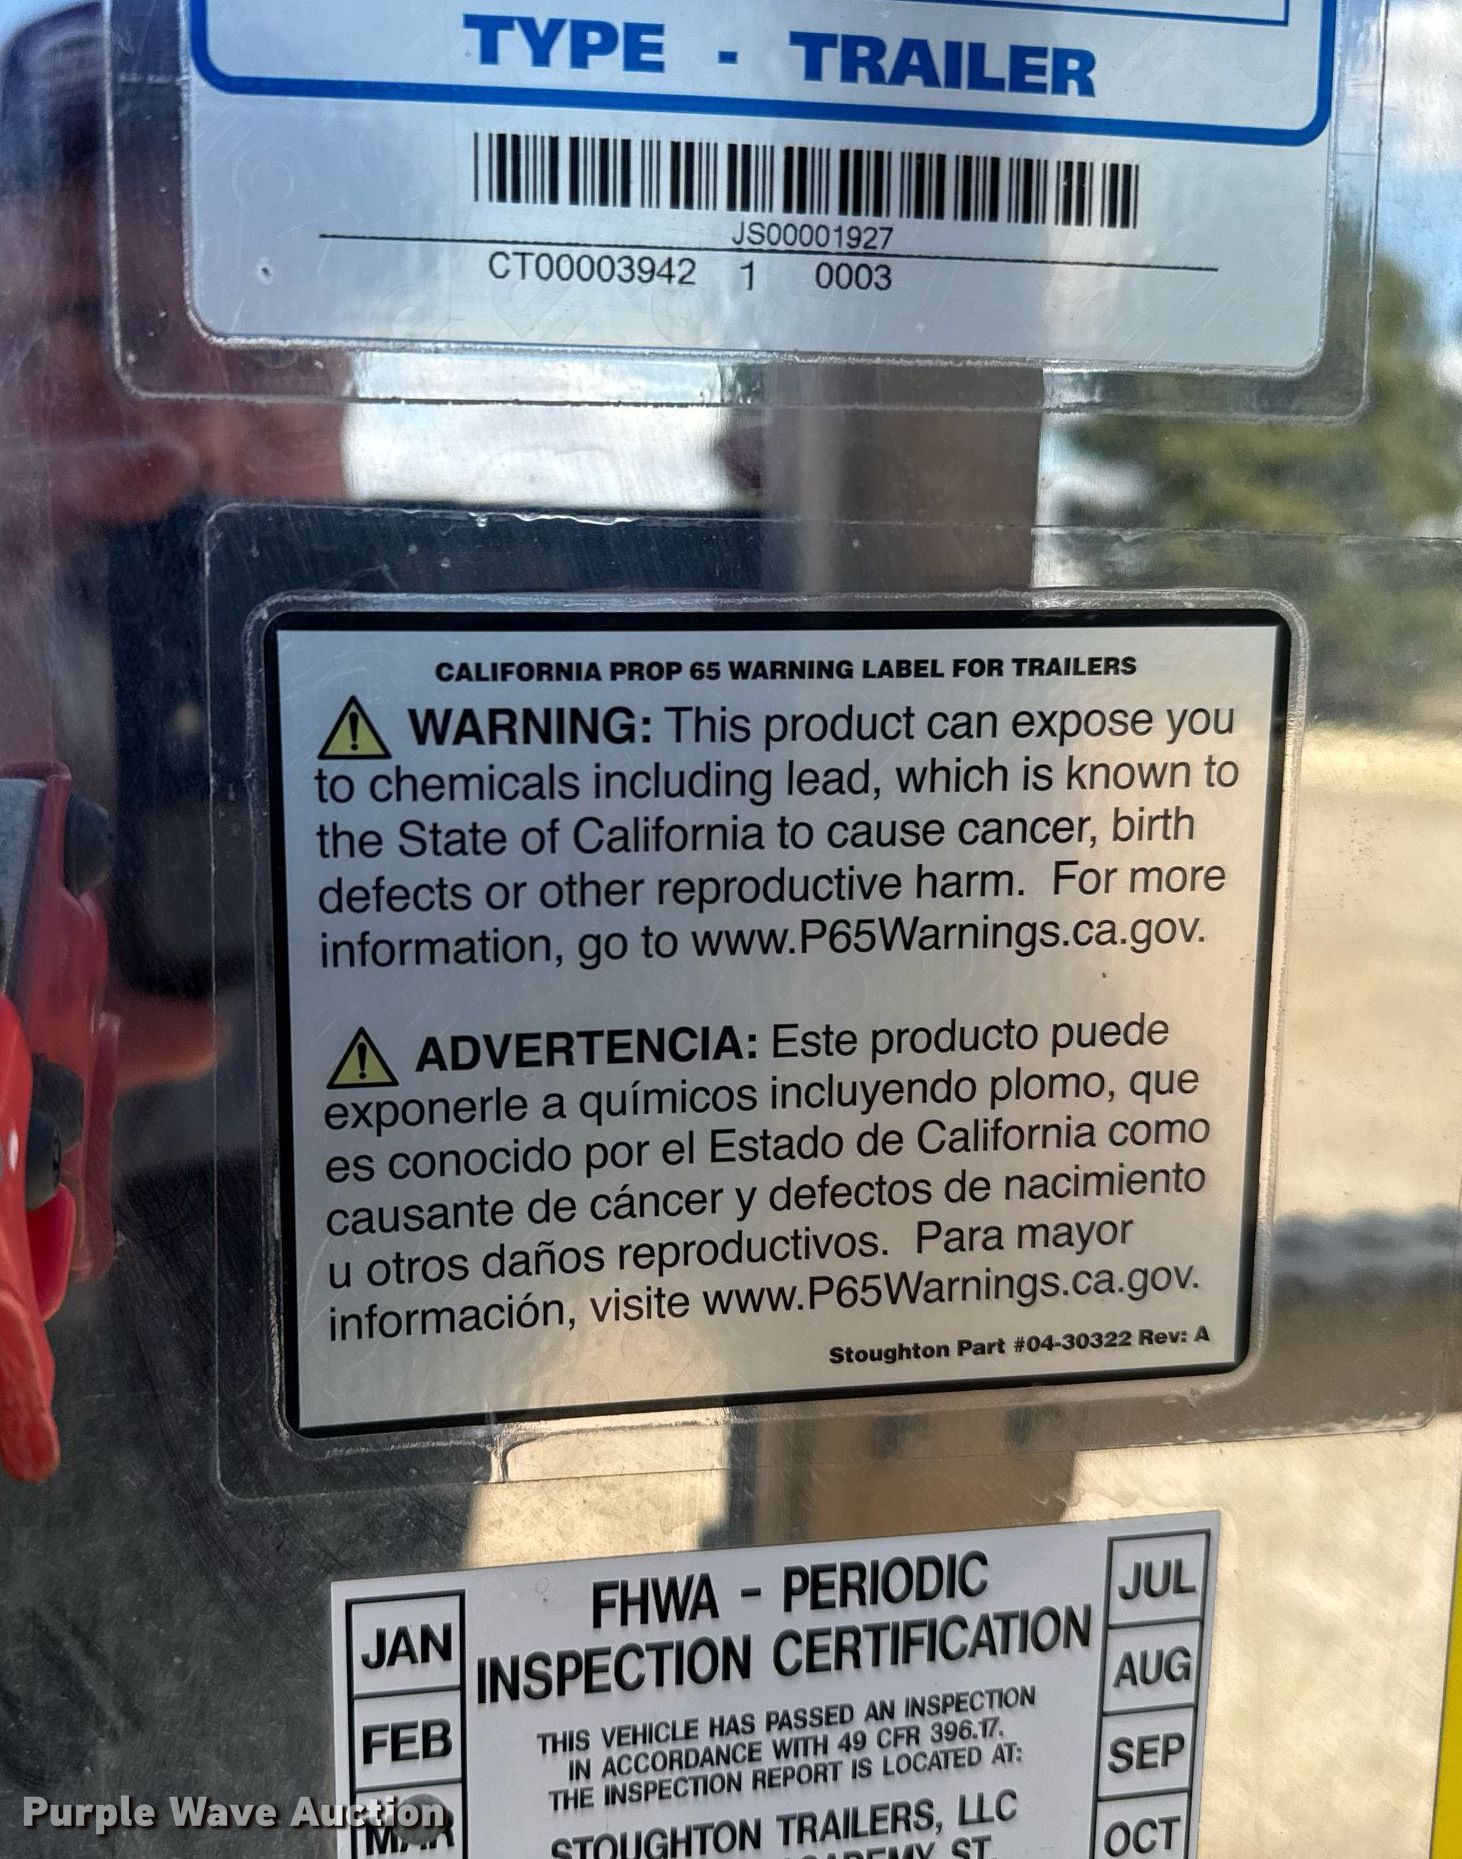 TYPE - TRAILER
JS00001927
CT00003942 1 0003
CALIFORNIA PROP 65 WARNING LABEL FOR TRAILERS
WARNING: This product can expose you
to chemicals including lead, which is known to
the State of California to cause cancer, birth
defects or other reproductive harm. For more
information, go to www.P65Warnings.ca.gov.
ADVERTENCIA: Este producto puede
exponerle a químicos incluyendo plomo, que
es conocido por el Estado de California como
causante de cáncer y defectos de nacimiento
u otros daños reproductivos. Para mayor
información, visite www.P65Warnings.ca.gov.
Stoughton Part #04-30322 Rev: A
FHWA - PERIODIC
INSPECTION CERTIFICATION
THIS VEHICLE HAS PASSED AN INSPECTION
IN ACCORDANCE WITH 49 CFR 396.17.
THE INSPECTION REPORT IS LOCATED AT:
STOUGHTON TRAILERS, LLC
ACADEMY ST.
JAN
FEB
MAR
JUL
AUG
SEP
OCT
Purple Wave Auction